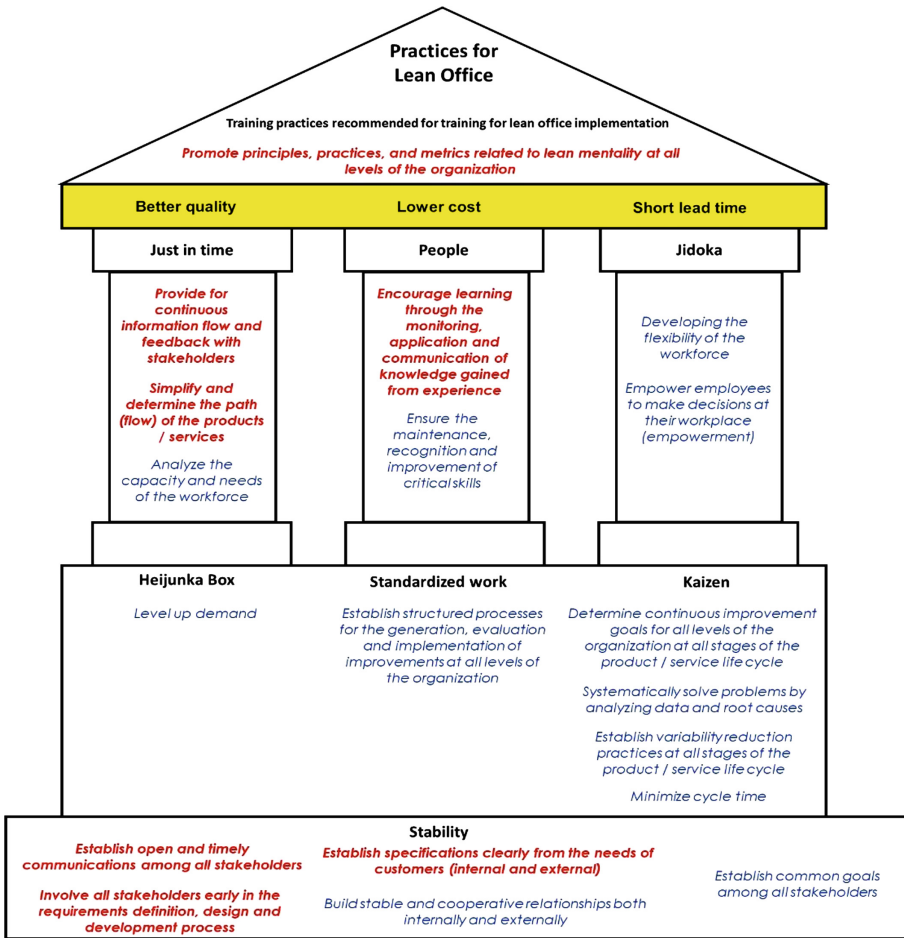 Practices for
Lean Office
Training practices recommended for training for lean office implementation
Promote principles, practices, and metrics related to lean mentality at all
levels of the organization
Better quality
Lower cost
Short lead time
Just in time
People
Jidoka
Provide for
continuous
information flow and
feedback with
stakeholders
Simplify and
determine the path
(flow) of the products
/ services
Analyze the
capacity and needs
of the workforce
Encourage learning
through the
monitoring,
application and
communication of
knowledge gained
from experience
Ensure the
maintenance,
recognition and
improvement of
critical skills
Developing the
flexibility of the
workforce
Empower employees
to make decisions at
their workplace
(empowerment)
Heijunka Box
Level up demand
Standardized work
Establish structured processes
for the generation, evaluation
and implementation of
improvements at all levels of
the organization
Kaizen
Determine continuous improvement
goals for all levels of the
organization at all stages of the
product / service life cycle
Systematically solve problems by
analyzing data and root causes
Establish variability reduction
practices at all stages of the
product / service life cycle
Minimize cycle time
Stability
Establish open and timely
communications among all stakeholders
Involve all stakeholders early in the
requirements definition, design and
development process
Establish specifications clearly from the needs of
customers (internal and external)
Build stable and cooperative relationships both
internally and externally
Establish common goals
among all stakeholders